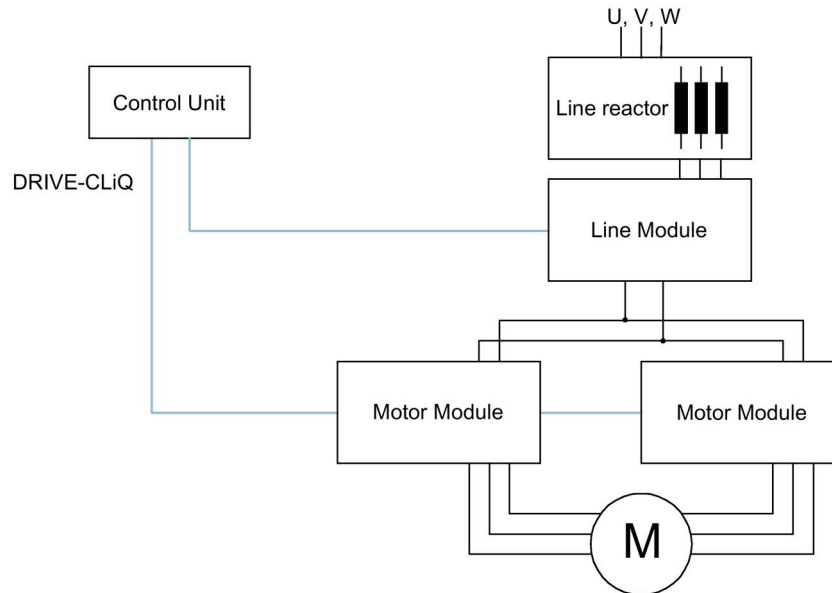 U, V, W
Control Unit
Line reactor
DRIVE-CLiQ
Line Module
Motor Module
Motor Module
M